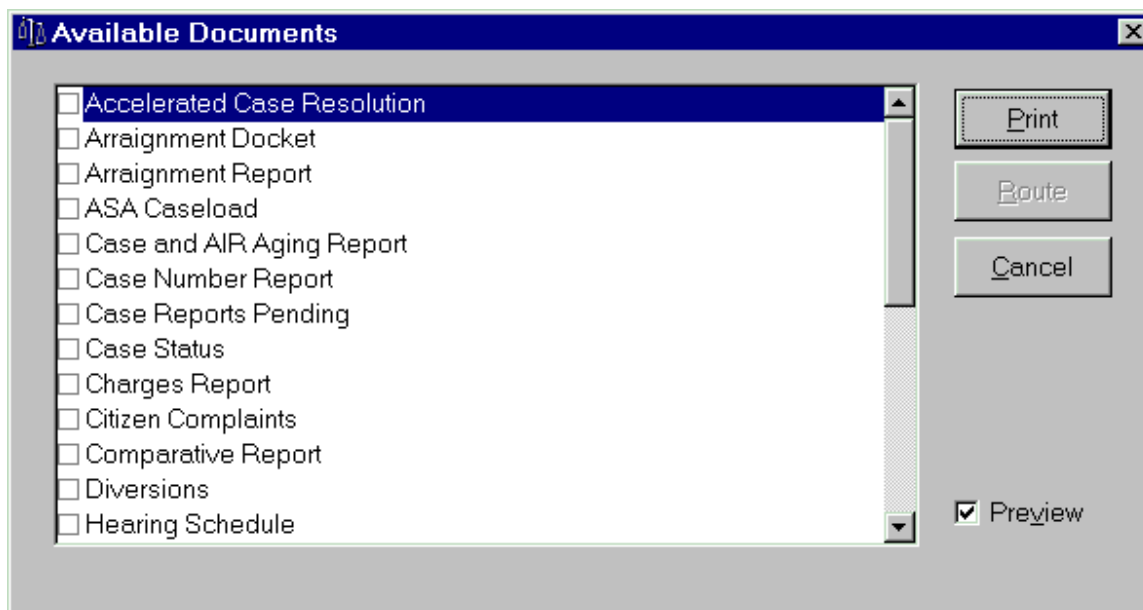 Available Documents
Accelerated Case Resolution
Arraignment Docket
Arraignment Report
ASA Caseload
Case and AIR Aging Report
Case Number Report
Case Reports Pending
Case Status
Charges Report
Citizen Complaints
Comparative Report
Diversions
Hearing Schedule
Print
Route
Cancel
Preview